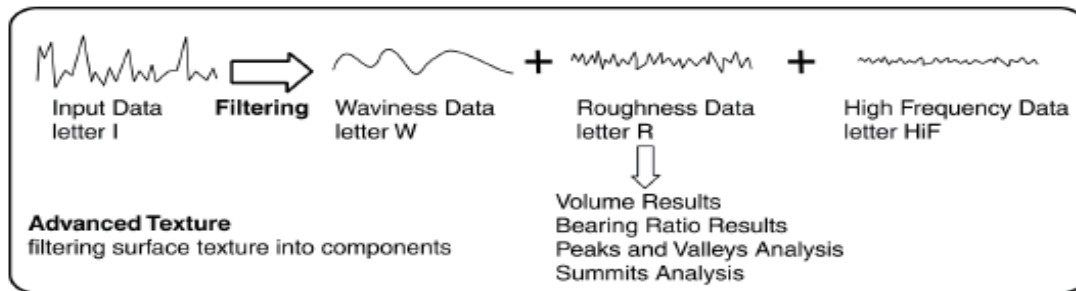 Input Data
letter I
Filtering
Waviness Data
letter W
+
Roughness Data
letter R
+
High Frequency Data
letter HiF
Volume Results
Bearing Ratio Results
Peaks and Valleys Analysis
Summits Analysis
Advanced Texture
filtering surface texture into components